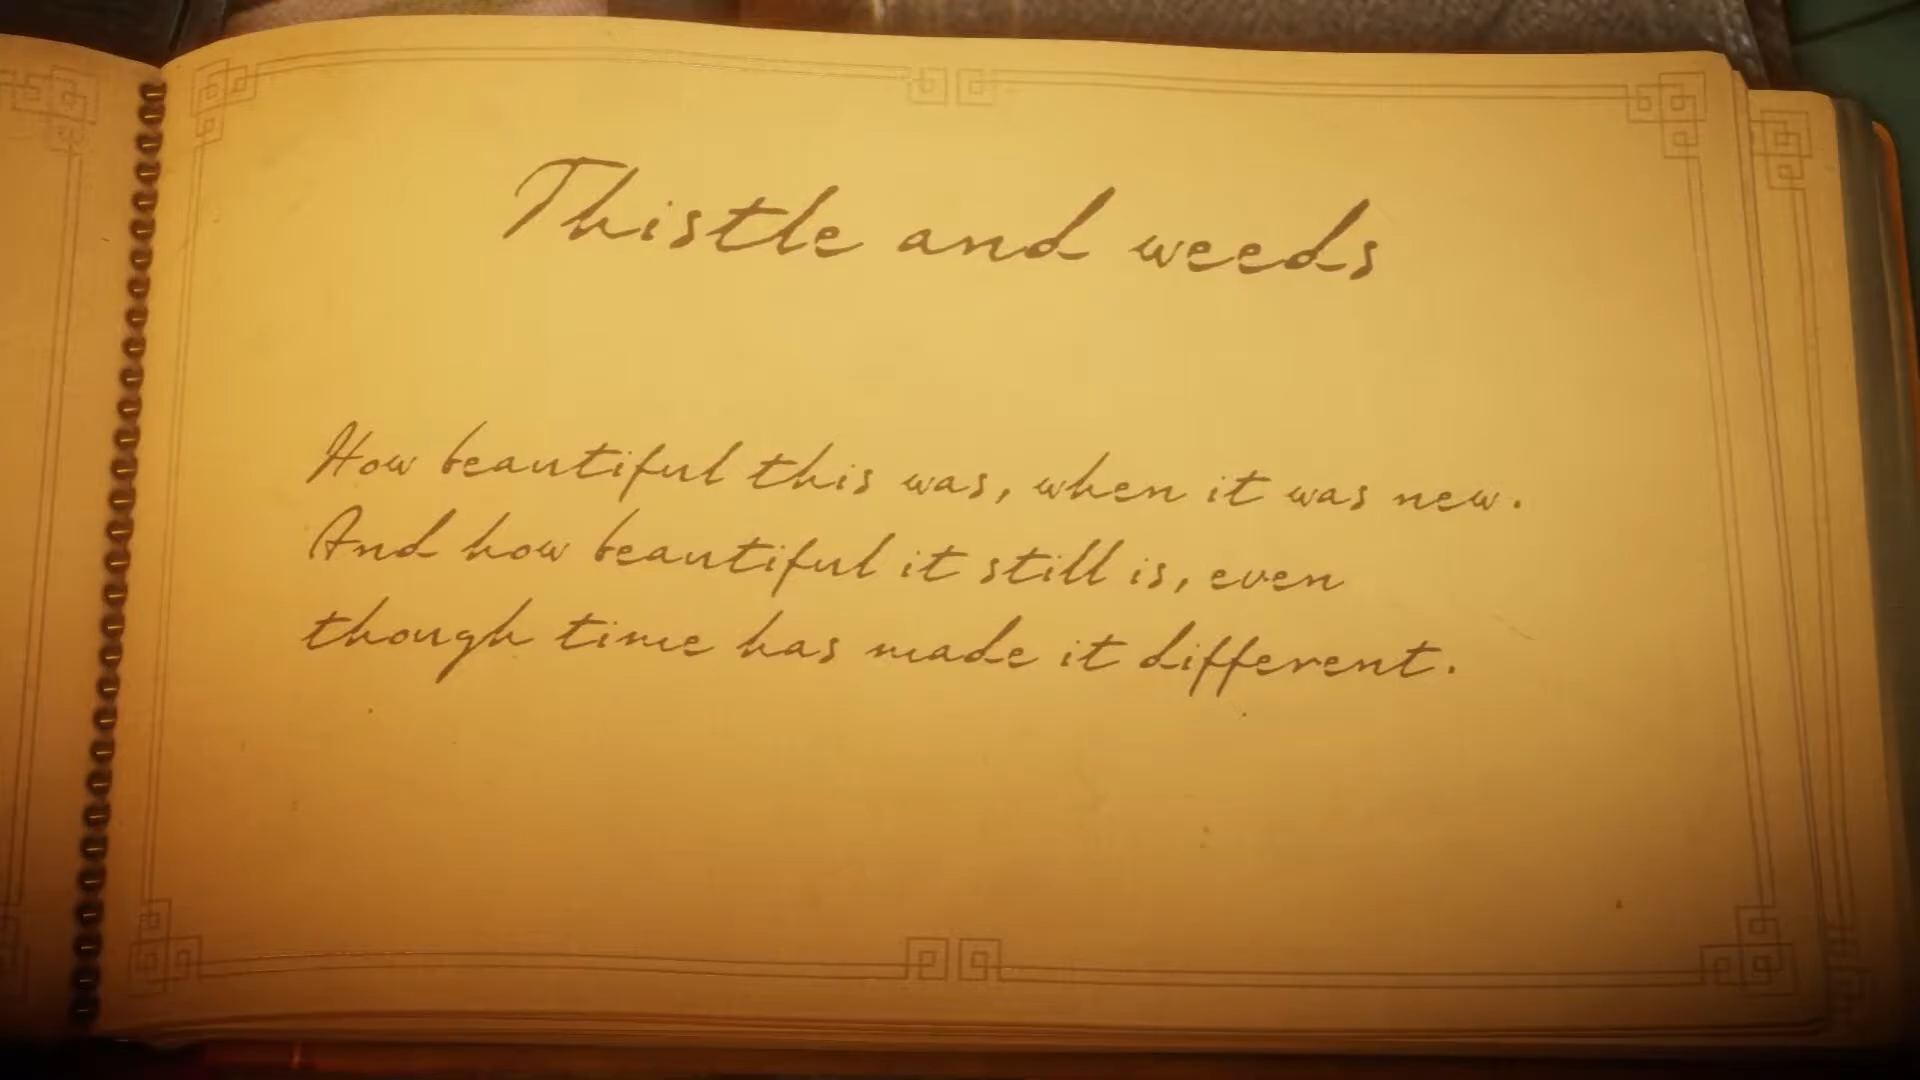 Thistle and weeds
How beautiful this was, when it was new.
And how beautiful it still is, even
though time has made it different.